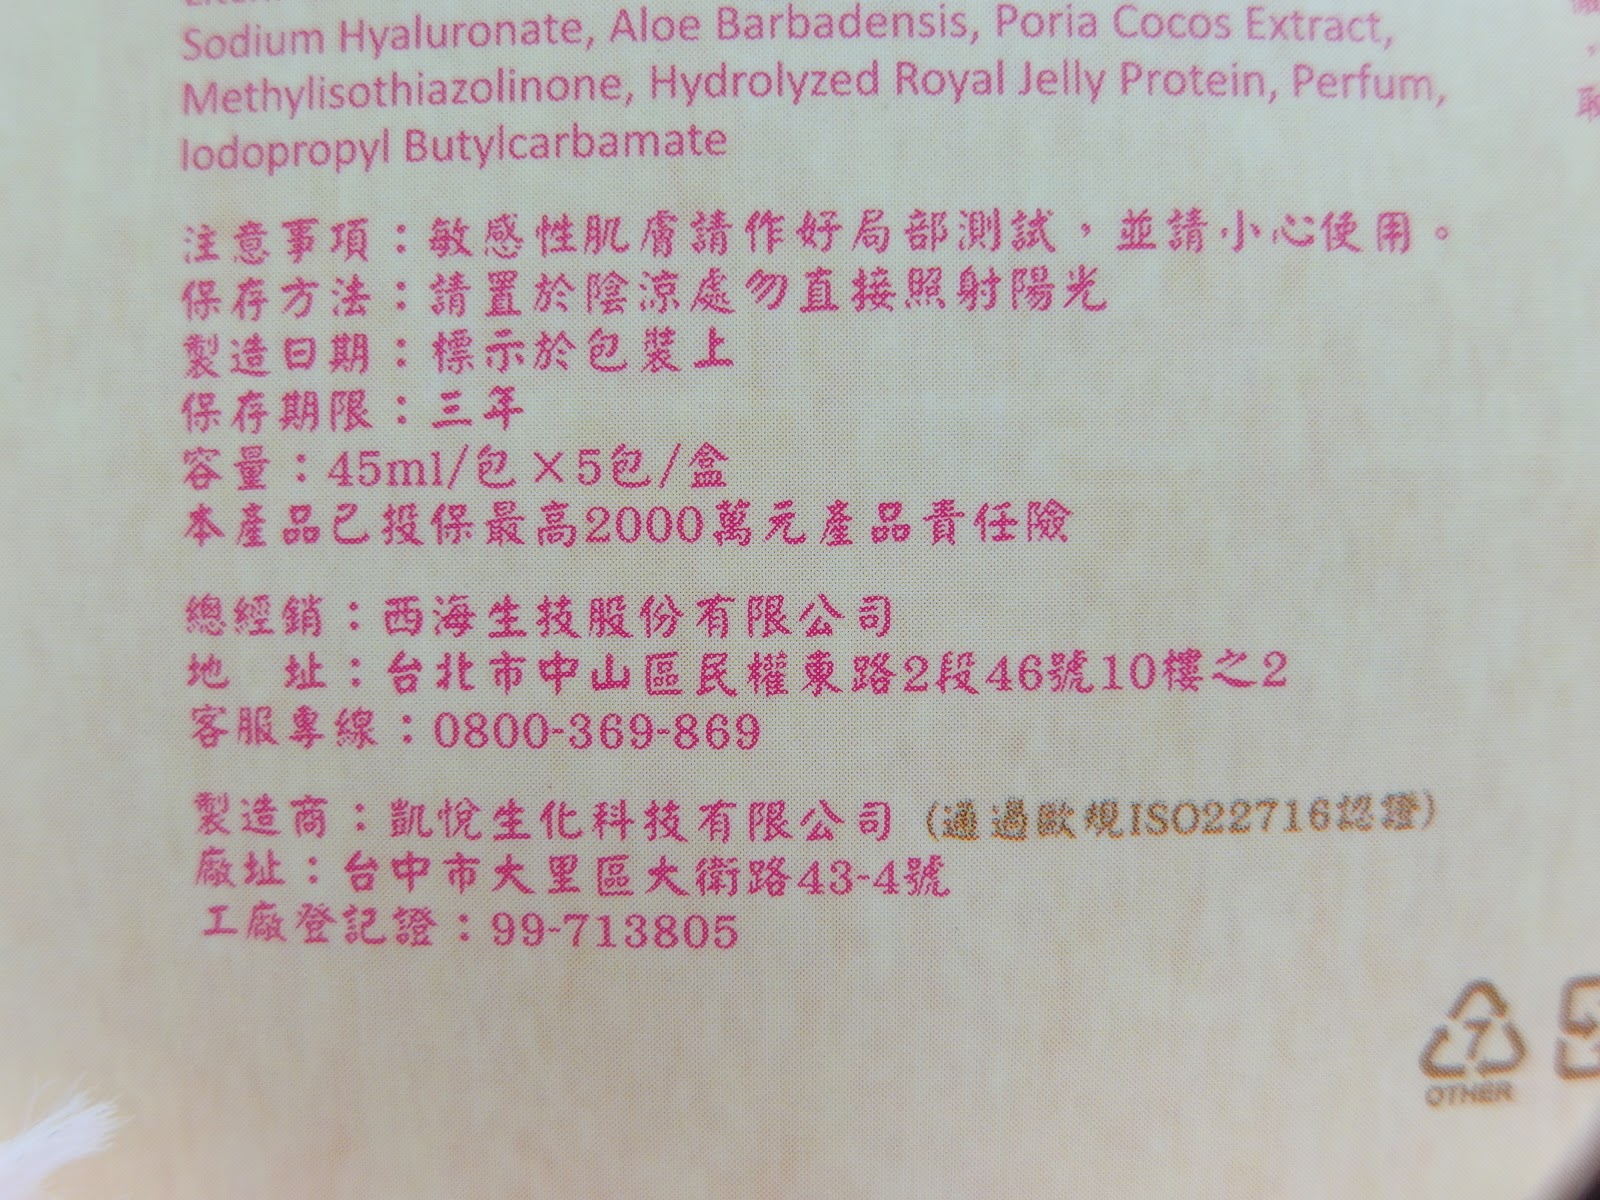 Sodium Hyaluronate, Aloe Barbadensis, Poria Cocos Extract,
Methylisothiazolinone, Hydrolyzed Royal Jelly Protein, Perfum,
Iodopropyl Butylcarbamate
注意事項：敏感性肌膚請作好局部測試，並請小心使用。
保存方法：請置於陰涼處勿直接照射陽光
製造日期：標示於包裝上
保存期限：三年
容量：45ml/包×5包/盒
本產品已投保最高2000萬元產品責任險
總經銷：西海生技股份有限公司
地　址：台北市中山區民權東路2段46號10樓之2
客服專線：0800-369-869
製造商：凱悅生化科技有限公司（通過歐規ISO22716認證）
廠址：台中市大里區大衛路43-4號
工廠登記證：99-713805
7
OTHER